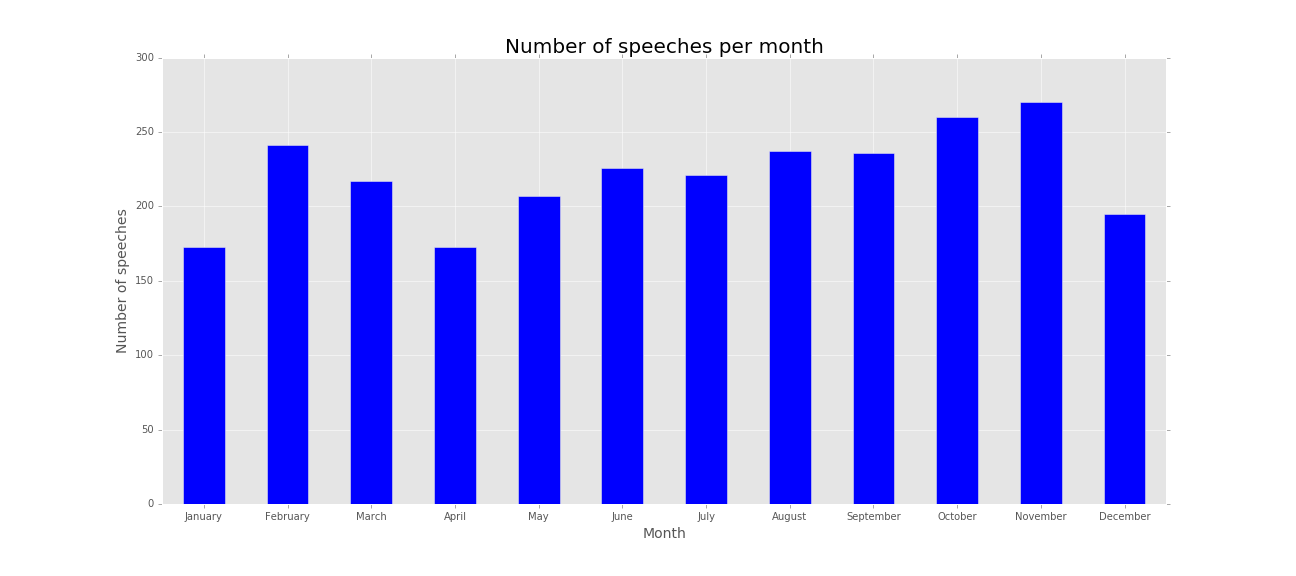 Number of speeches per month
300
250
200
150
100
50
0
Number of speeches
January February March April May June July August September October November December
Month